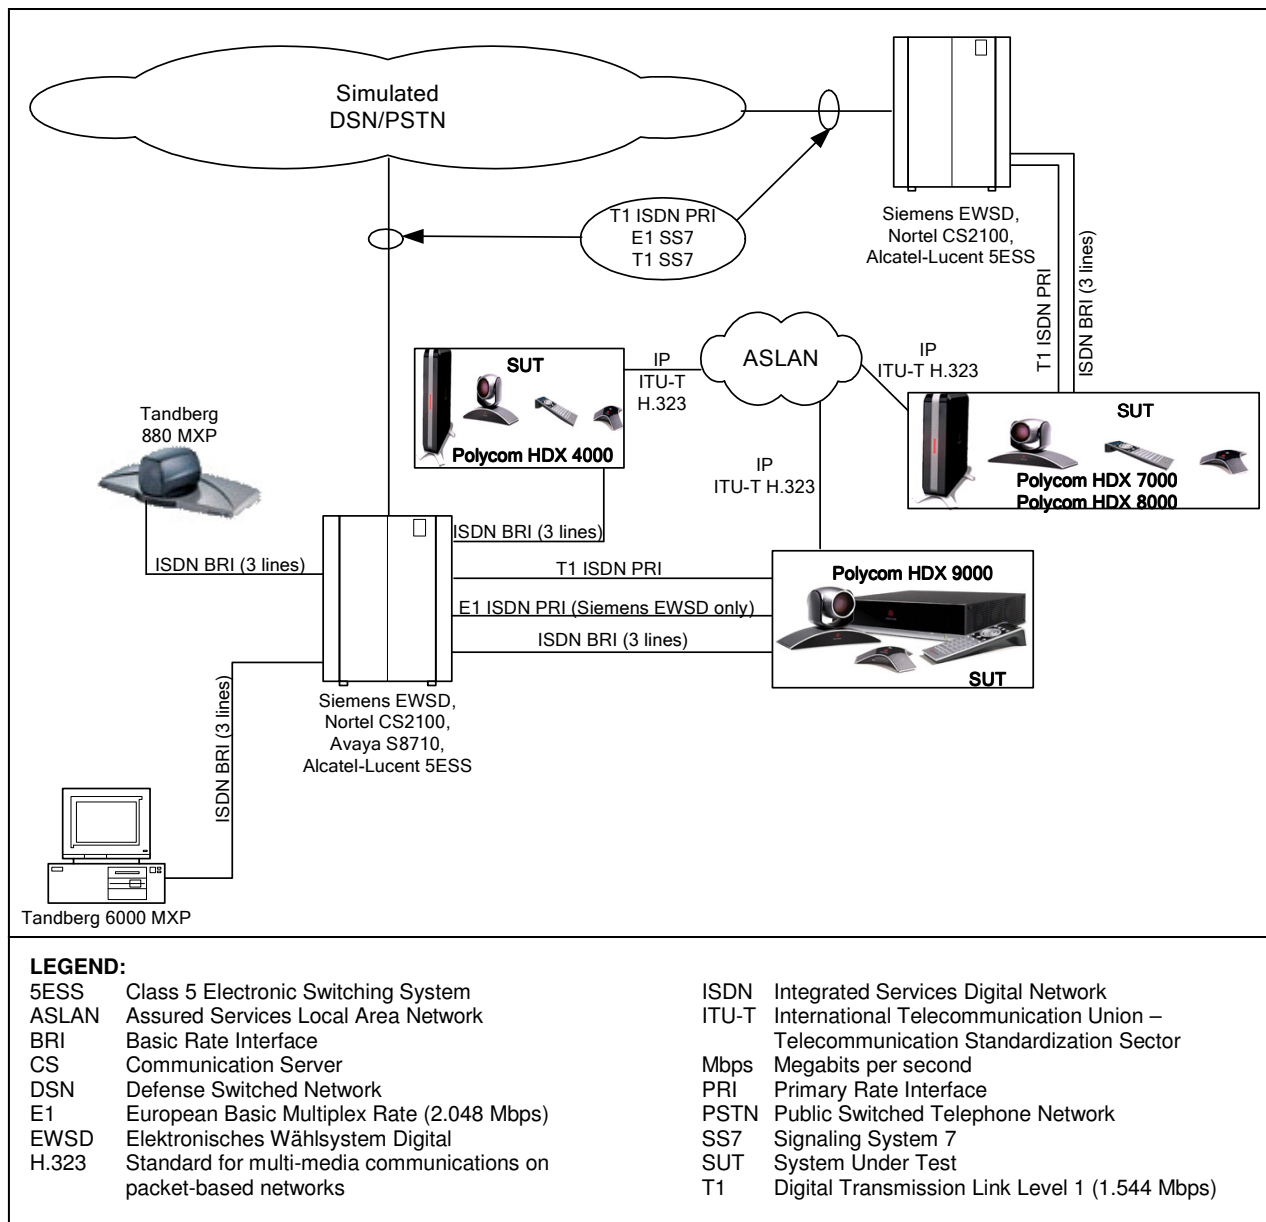 Simulated
DSN/PSTN
T1 ISDN PRI
E1 SS7
T1 SS7
Siemens EWSD,
Nortel CS2100,
Alcatel-Lucent 5ESS
T1 ISDN PRI
ISDN BRI (3 lines)
SUT
Polycom HDX 4000
IP
ITU-T
H.323
ASLAN
IP
ITU-T H.323
SUT
Polycom HDX 7000
Polycom HDX 8000
Tandberg
880 MXP
IP
ITU-T H.323
ISDN BRI (3 lines)
ISDN BRI (3 lines)
T1 ISDN PRI
E1 ISDN PRI (Siemens EWSD only)
ISDN BRI (3 lines)
Polycom HDX 9000
SUT
Siemens EWSD,
Nortel CS2100,
Avaya S8710,
Alcatel-Lucent 5ESS
ISDN BRI (3 lines)
Tandberg 6000 MXP
LEGEND:
5ESS Class 5 Electronic Switching System
ASLAN Assured Services Local Area Network
BRI Basic Rate Interface
CS Communication Server
DSN Defense Switched Network
E1 European Basic Multiplex Rate (2.048 Mbps)
EWSD Elektronisches Wählsystem Digital
H.323 Standard for multi-media communications on
packet-based networks
ISDN Integrated Services Digital Network
ITU-T International Telecommunication Union –
Telecommunication Standardization Sector
Mbps Megabits per second
PRI Primary Rate Interface
PSTN Public Switched Telephone Network
SS7 Signaling System 7
SUT System Under Test
T1 Digital Transmission Link Level 1 (1.544 Mbps)